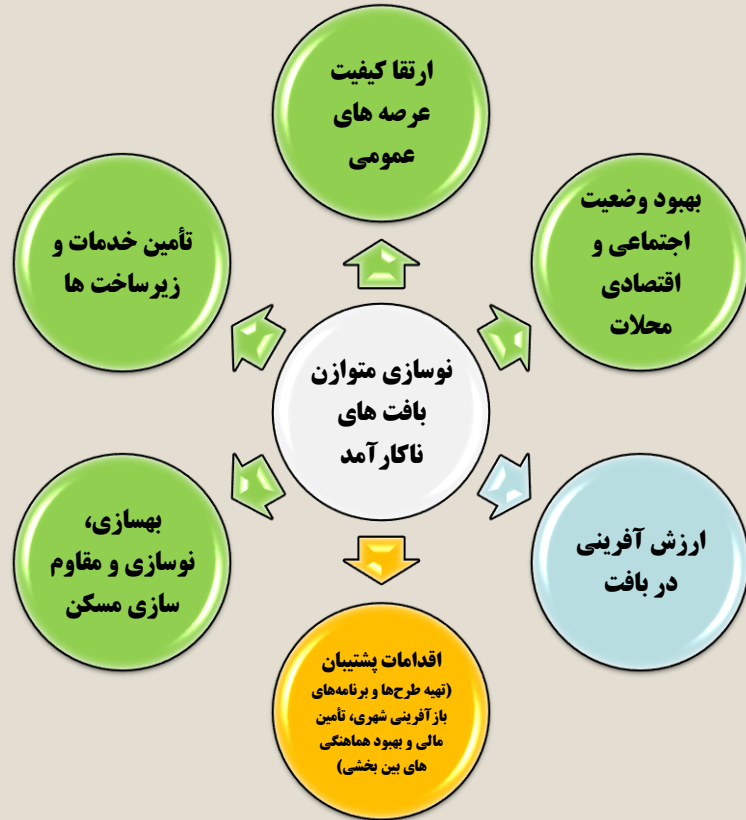 ارتقا کیفیت
عرصه های
عمومی
بهبود وضعیت
اجتماعی و
اقتصادی
محلات
تأمین خدمات و
زیرساخت ها
نوسازی متوازن
بافت های
ناکارآمد
ارزش آفرینی
در بافت
بهسازی،
نوسازی و مقاوم
سازی مسکن
اقدامات پشتیبان
(تهیه طرح‌ها و برنامه‌های
بازآفرینی شهری، تأمین
مالی و بهبود هماهنگی
های بین بخشی)